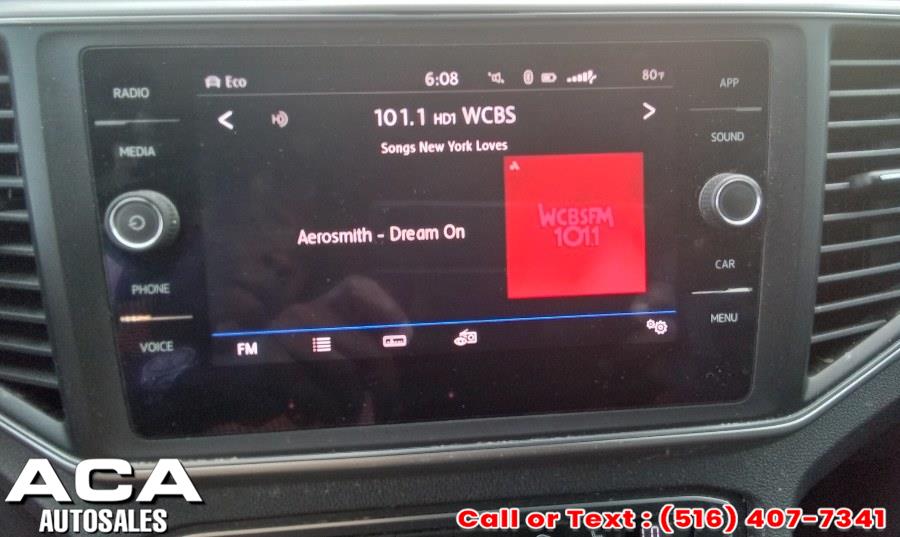 RADIO
Eco
6:08
80°F
APP
101.1 HD1 WCBS
Songs New York Loves
MEDIA
SOUND
WCBSFM
101.1
Aerosmith - Dream On
CAR
PHONE
MENU
VOICE
FM
ACA
AUTOSALES
Call or Text : (516) 407-7341